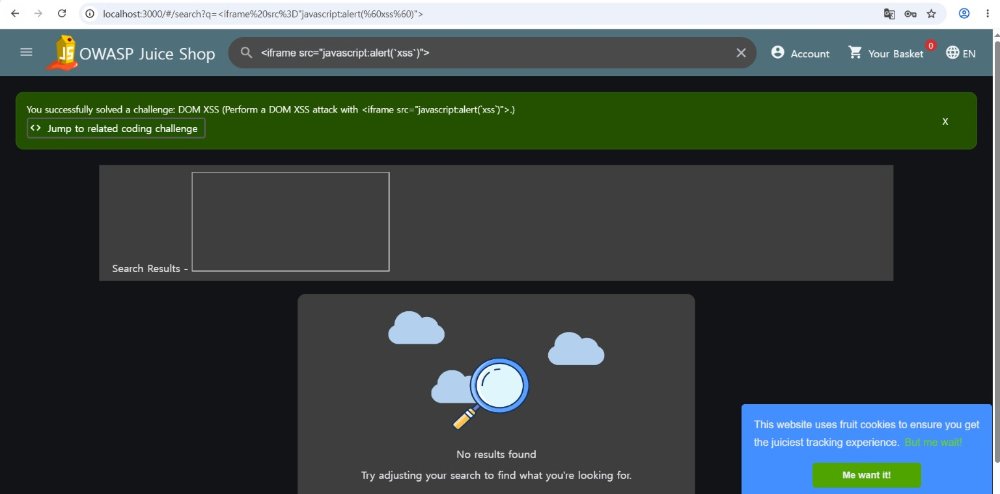 localhost:3000/#/search?q=<iframe%20src%3D"javascript:alert(%60xss%60)">
JS OWASP Juice Shop
<iframe src="javascript:alert(`xss`)">
Account
Your Basket
0
EN
You successfully solved a challenge: DOM XSS (Perform a DOM XSS attack with <iframe src="javascript:alert(`xss`)">.)
X
<> Jump to related coding challenge
Search Results -
No results found
Try adjusting your search to find what you're looking for.
This website uses fruit cookies to ensure you get
the juiciest tracking experience. But me wait!
Me want it!